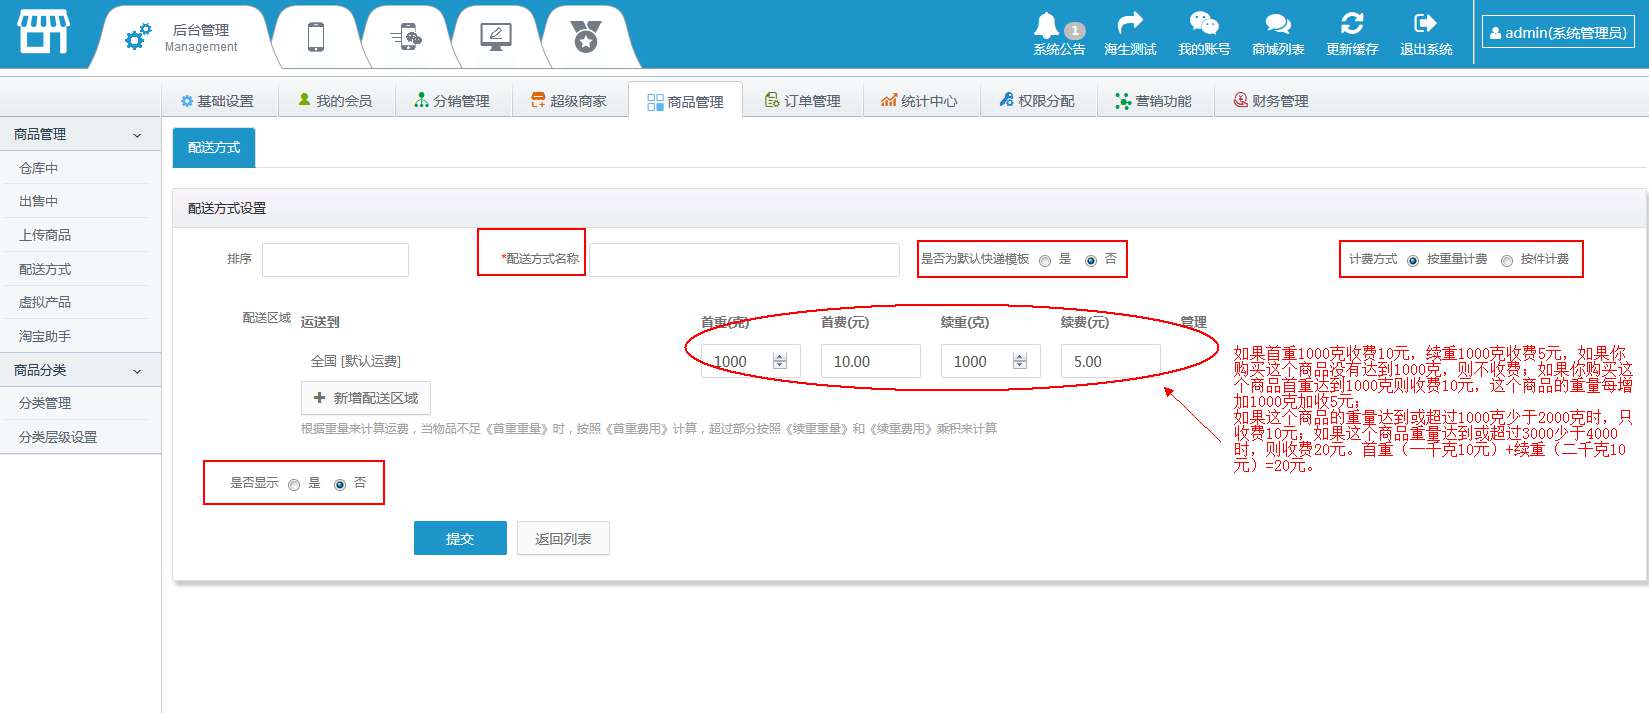 后台管理
Management
1
系统公告
海生测试
我的账号
商城列表
更新缓存
退出系统
admin(系统管理员)
基础设置
我的会员
分销管理
超级商家
商品管理
订单管理
统计中心
权限分配
营销功能
财务管理
商品管理
仓库中
出售中
上传商品
配送方式
虚拟产品
淘宝助手
商品分类
分类管理
分类层级设置
配送方式
配送方式设置
排序
*配送方式名称
是否为默认快递模板 是 否
计费方式 按重量计费 按件计费
配送区域 运送到 首重(克) 首费(元) 续重(克) 续费(元) 管理
全国 [默认运费] 1000 10.00 1000 5.00
+ 新增配送区域
根据重量来计算运费，当物品不足《首重重量》时，按照《首重费用》计算，超过部分按照《续重重量》和《续重费用》乘积来计算
如果首重1000克收费10元，续重1000克收费5元，如果你
购买这个商品没有达到1000克，则不收费；如果你购买这
个商品首重达到1000克则收费10元，这个商品的重量每增
加1000克加收5元；
如果这个商品的重量达到或超过1000克少于2000克时，只
收费10元；如果这个商品重量达到或超过3000少于4000
时，则收费20元。首重（一千克10元）+续重（二千克10
元）=20元。
是否显示 是 否
提交
返回列表